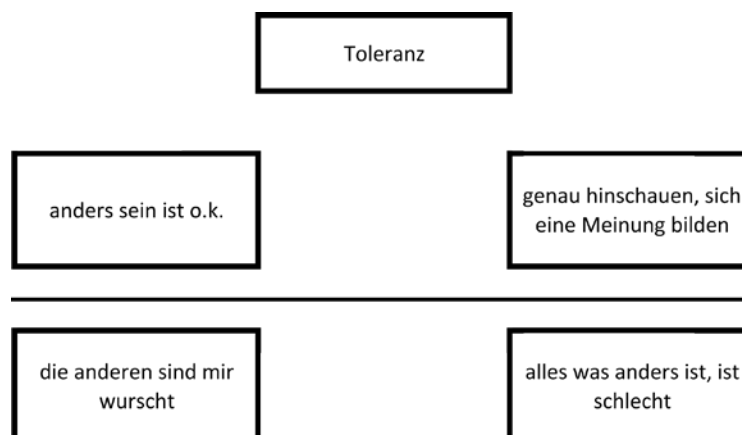 Toleranz
anders sein ist o.k.
genau hinschauen, sich
eine Meinung bilden
die anderen sind mir
wurscht
alles was anders ist, ist
schlecht